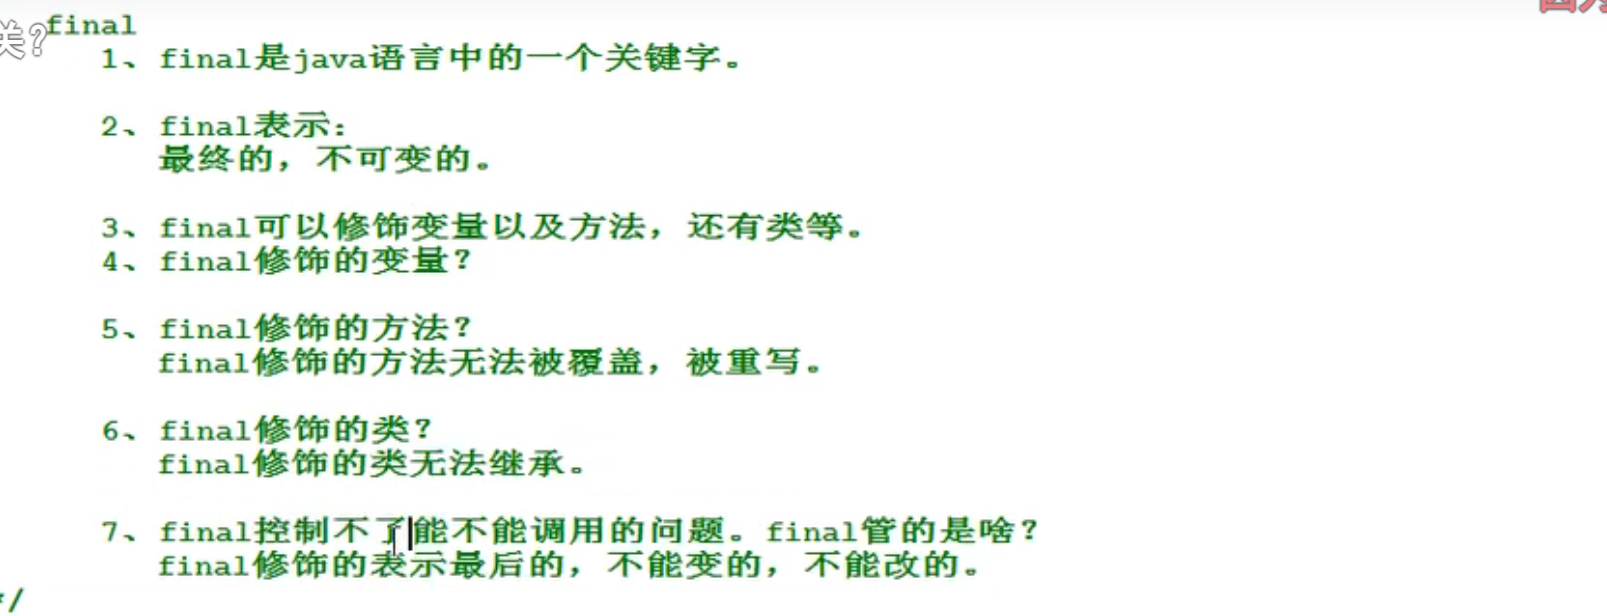 关?
final
1、final是java语言中的一个关键字。
2、final表示:
最终的，不可变的。
3、final可以修饰变量以及方法，还有类等。
4、final修饰的变量?
5、final修饰的方法?
final修饰的方法无法被覆盖，被重写。
6、final修饰的类?
final修饰的类无法继承。
7、final控制不了能不能调用的问题。final管的是啥?
final修饰的表示最后的，不能变的，不能改的。
*/